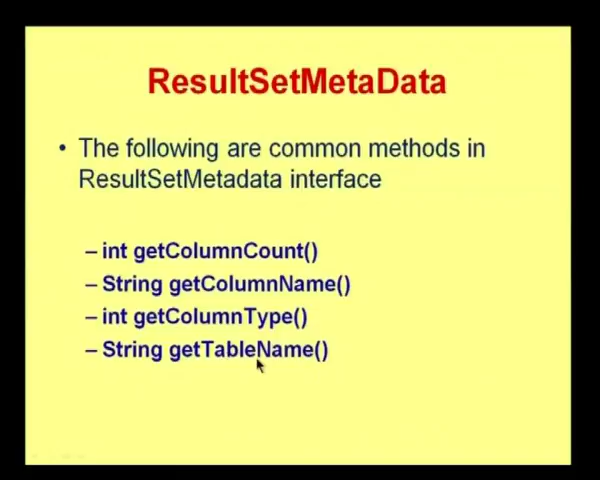 ResultSetMetaData
• The following are common methods in
ResultSetMetadata interface
– int getColumnCount()
– String getColumnName()
– int getColumnType()
– String getTableName()